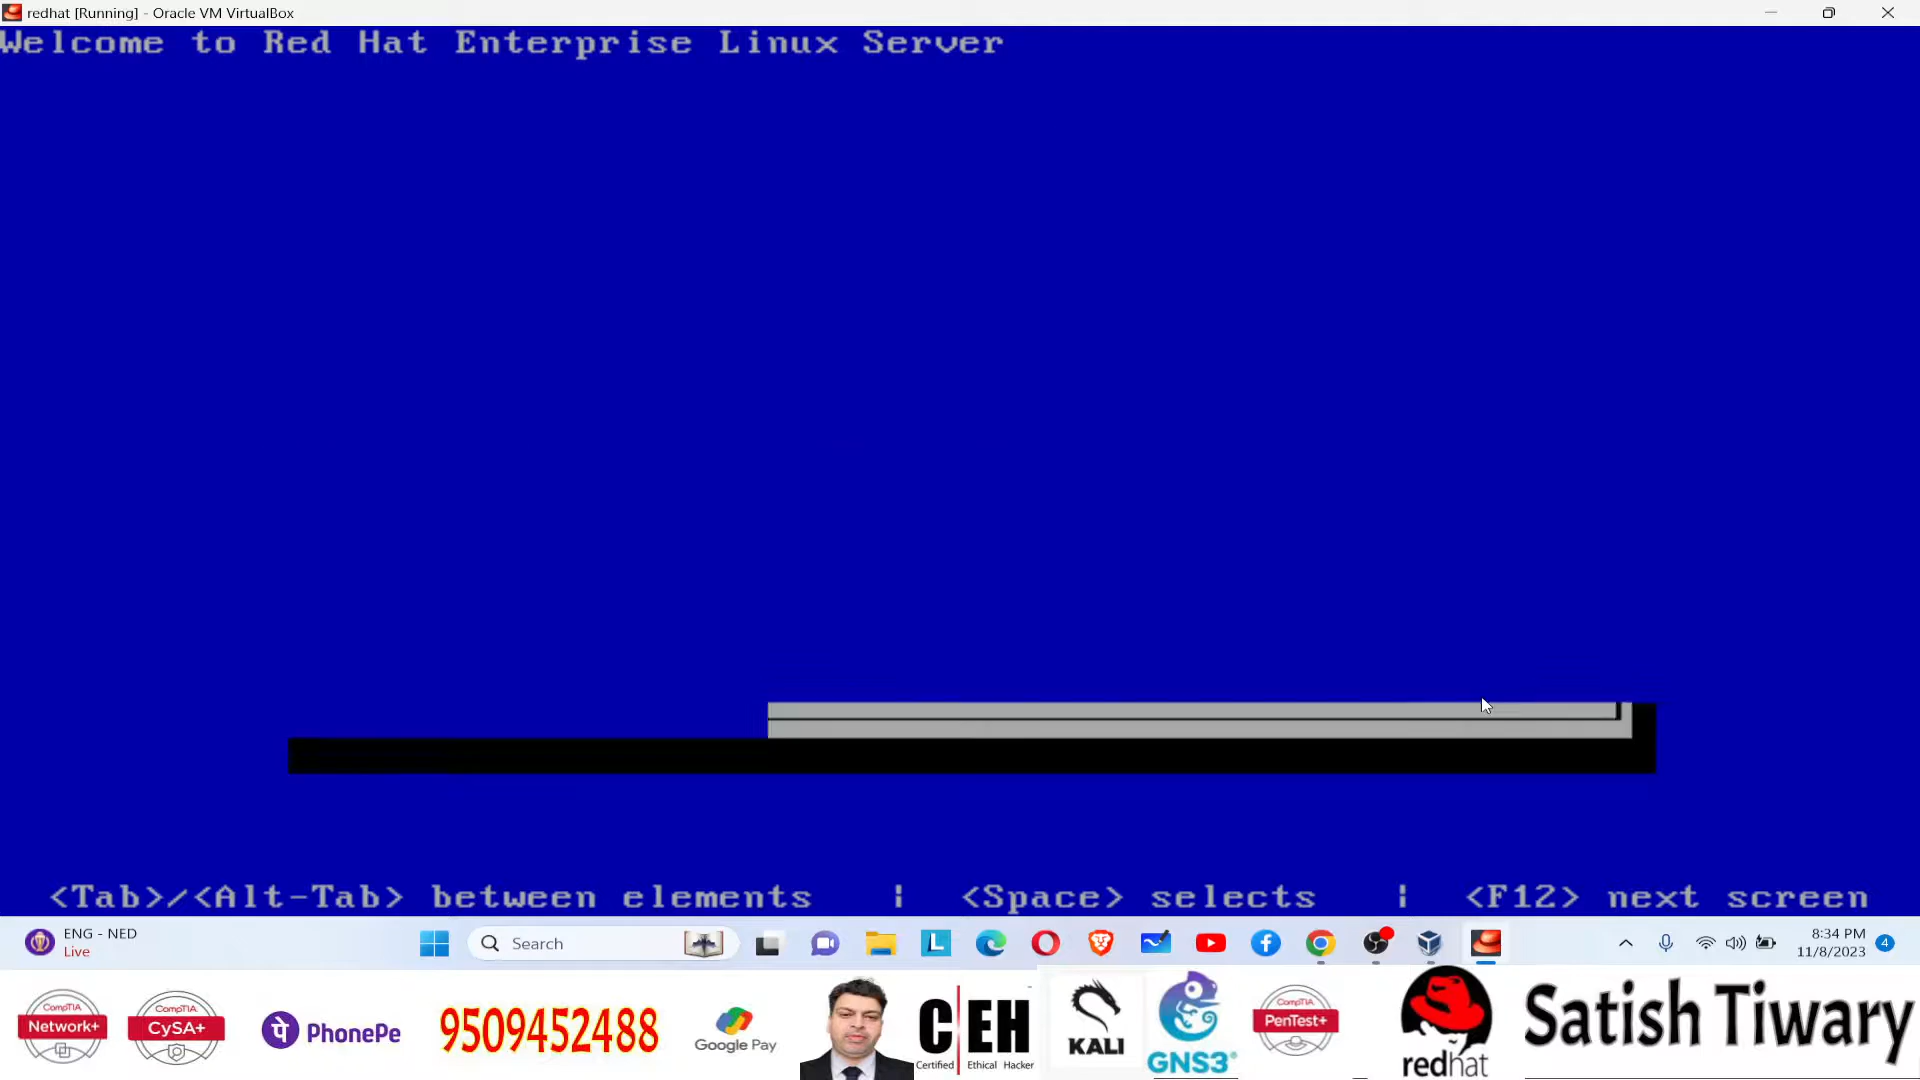 redhat [Running] - Oracle VM VirtualBox
Welcome to Red Hat Enterprise Linux Server
<Tab>/<Alt-Tab> between elements | <Space> selects | <F12> next screen
ENG - NED
Live
Search
L
8:34 PM
11/8/2023
4
CompTIA
Network+
CompTIA
CySA+
पे PhonePe
9509452488
Google Pay
C|EH
Certified Ethical Hacker
KALI
GNS3
CompTIA
PenTest+
redhat
Satish Tiwary